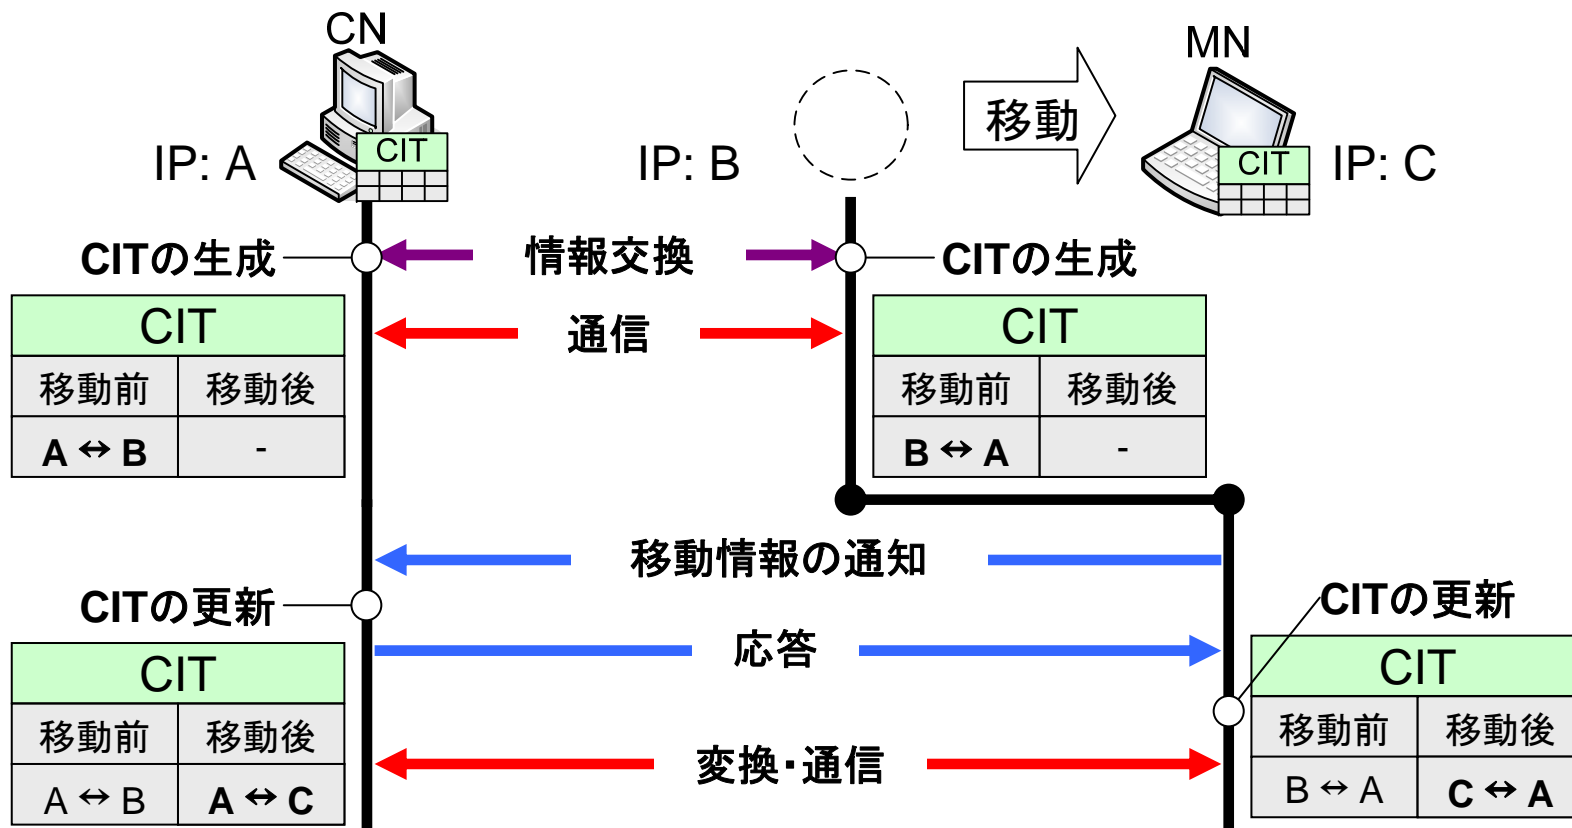 CN
MN
移動
CIT
CIT
IP: A
IP: B
IP: C
CITの生成
情報交換
CITの生成
CIT
移動前 移動後
A ↔ B -
通信
CIT
移動前 移動後
B ↔ A -
移動情報の通知
CITの更新
CITの更新
応答
CIT
移動前 移動後
A ↔ B A ↔ C
CIT
移動前 移動後
B ↔ A C ↔ A
変換・通信